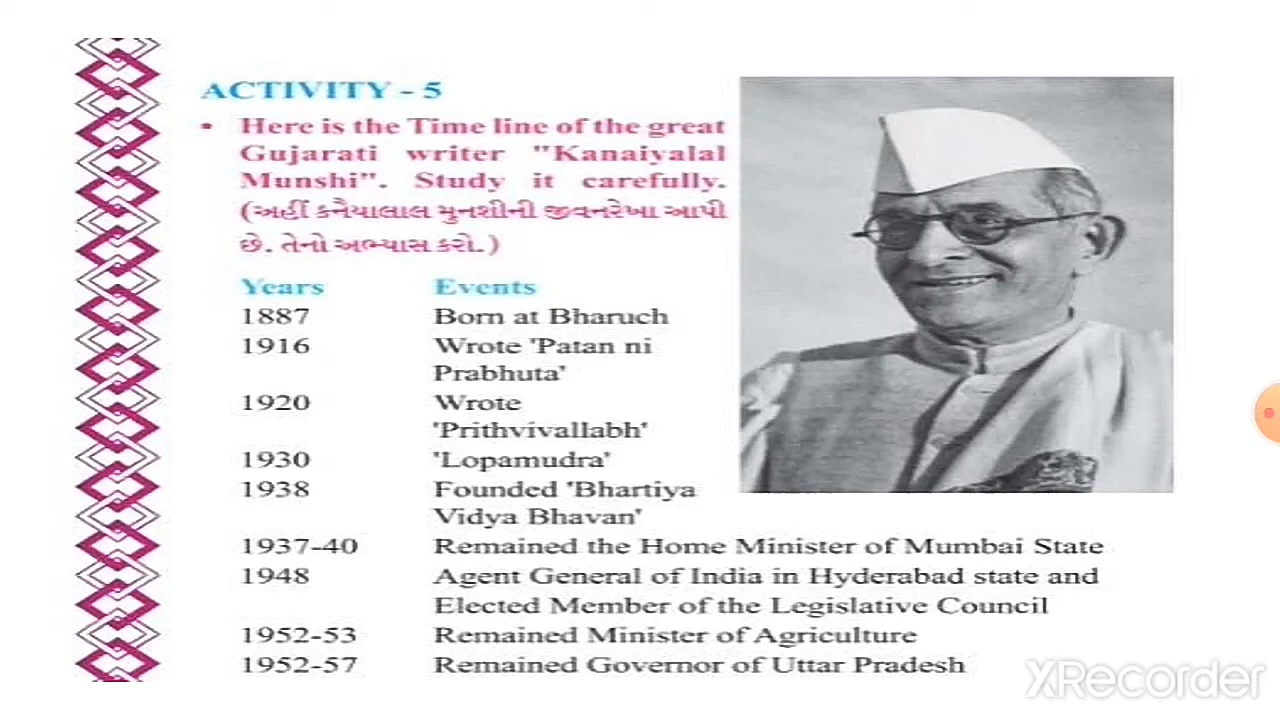 ACTIVITY - 5
• Here is the Time line of the great
Gujarati writer "Kanaiyalal
Munshi". Study it carefully.
(અહીં કનૈયાલાલ મુનશીની જીવનરેખા આપી
છે. તેનો અભ્યાસ કરો.)
Years Events
1887 Born at Bharuch
1916 Wrote 'Patan ni
Prabhuta'
1920 Wrote
'Prithvivallabh'
1930 'Lopamudra'
1938 Founded 'Bhartiya
Vidya Bhavan'
1937-40 Remained the Home Minister of Mumbai State
1948 Agent General of India in Hyderabad state and
Elected Member of the Legislative Council
1952-53 Remained Minister of Agriculture
1952-57 Remained Governor of Uttar Pradesh
XRecorder